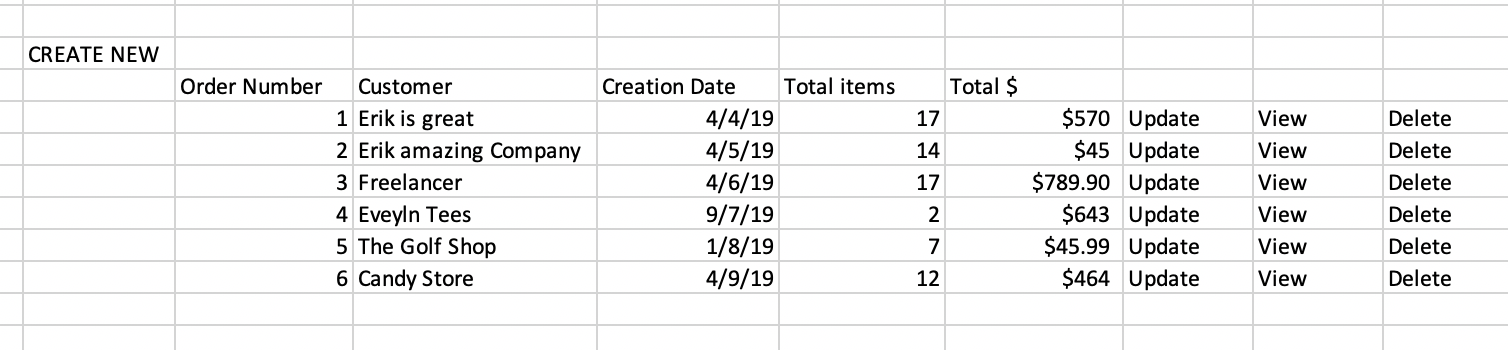 CREATE NEW
Order Number Customer Creation Date Total items Total $
1 Erik is great 4/4/19 17 $570 Update View Delete
2 Erik amazing Company 4/5/19 14 $45 Update View Delete
3 Freelancer 4/6/19 17 $789.90 Update View Delete
4 Eveyln Tees 9/7/19 2 $643 Update View Delete
5 The Golf Shop 1/8/19 7 $45.99 Update View Delete
6 Candy Store 4/9/19 12 $464 Update View Delete